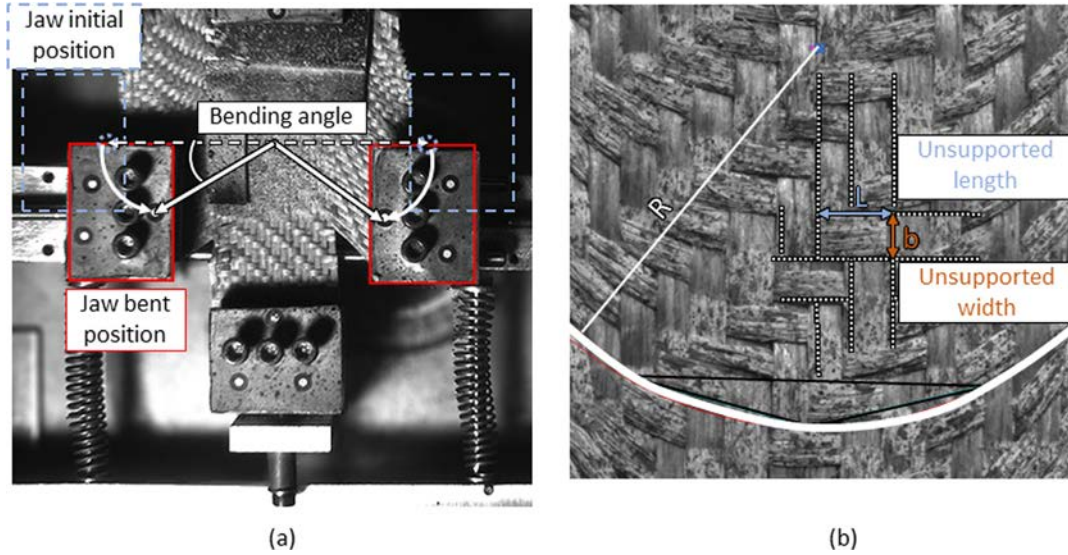 Jaw initial
position
Bending angle
Jaw bent
position
(a)
R
Unsupported
length
L
b
Unsupported
width
(b)